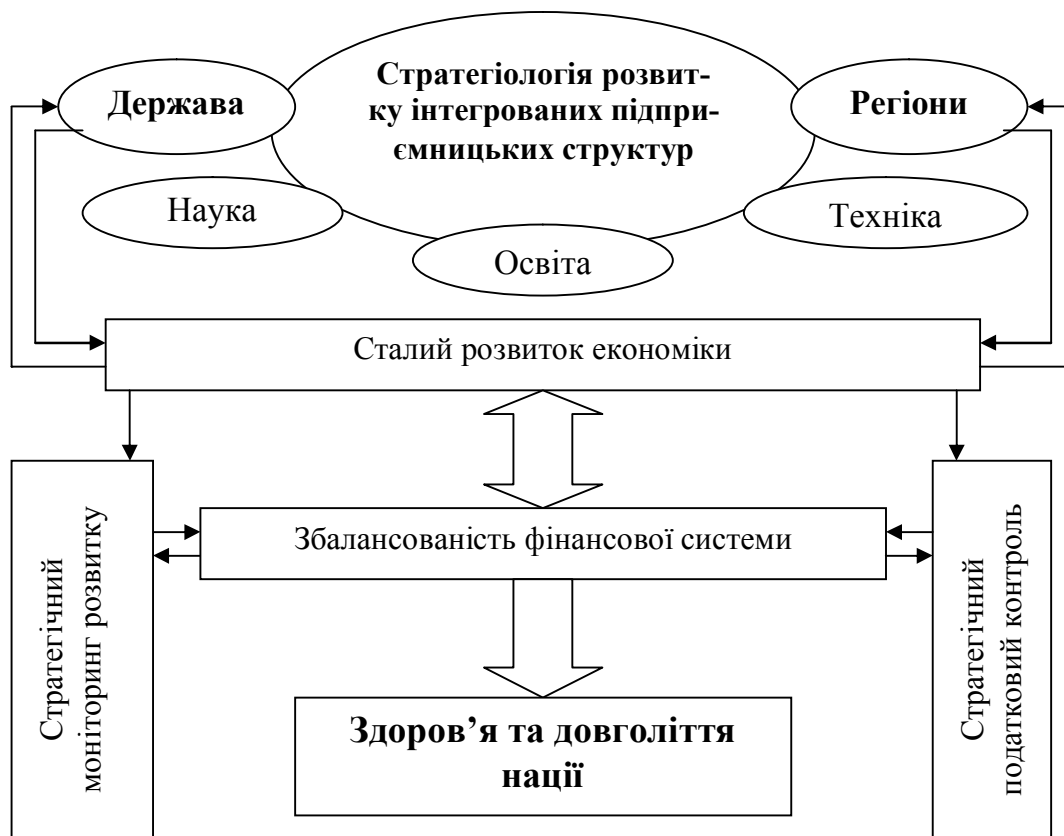 Стратегіологія розвит-
ку інтегрованих підпри-
ємницьких структур
Держава
Регіони
Наука
Техніка
Освіта
Сталий розвиток економіки
Збалансованість фінансової системи
Стратегічний
моніторинг розвитку
Стратегічний
податковий контроль
Здоров’я та довголіття
нації